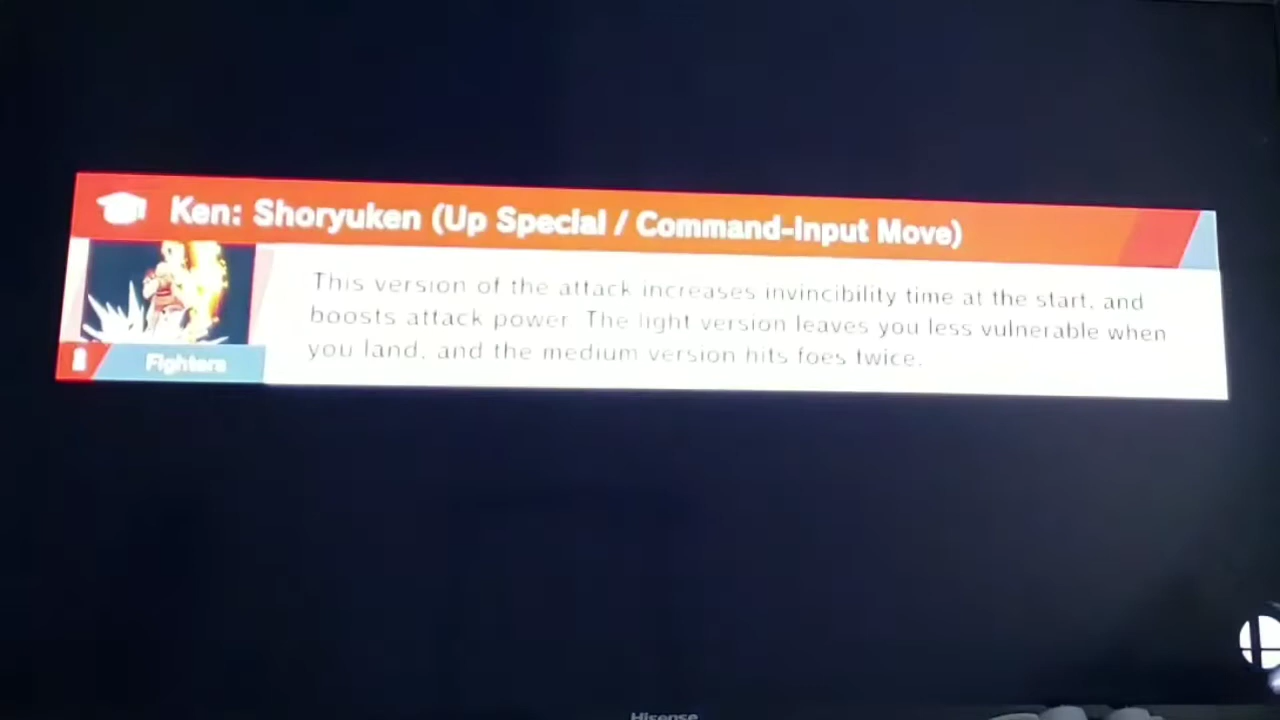 Ken: Shoryuken (Up Special / Command-Input Move)
This version of the attack increases invincibility time at the start, and
boosts attack power. The light version leaves you less vulnerable when
you land, and the medium version hits foes twice.
Fighters
Hisense